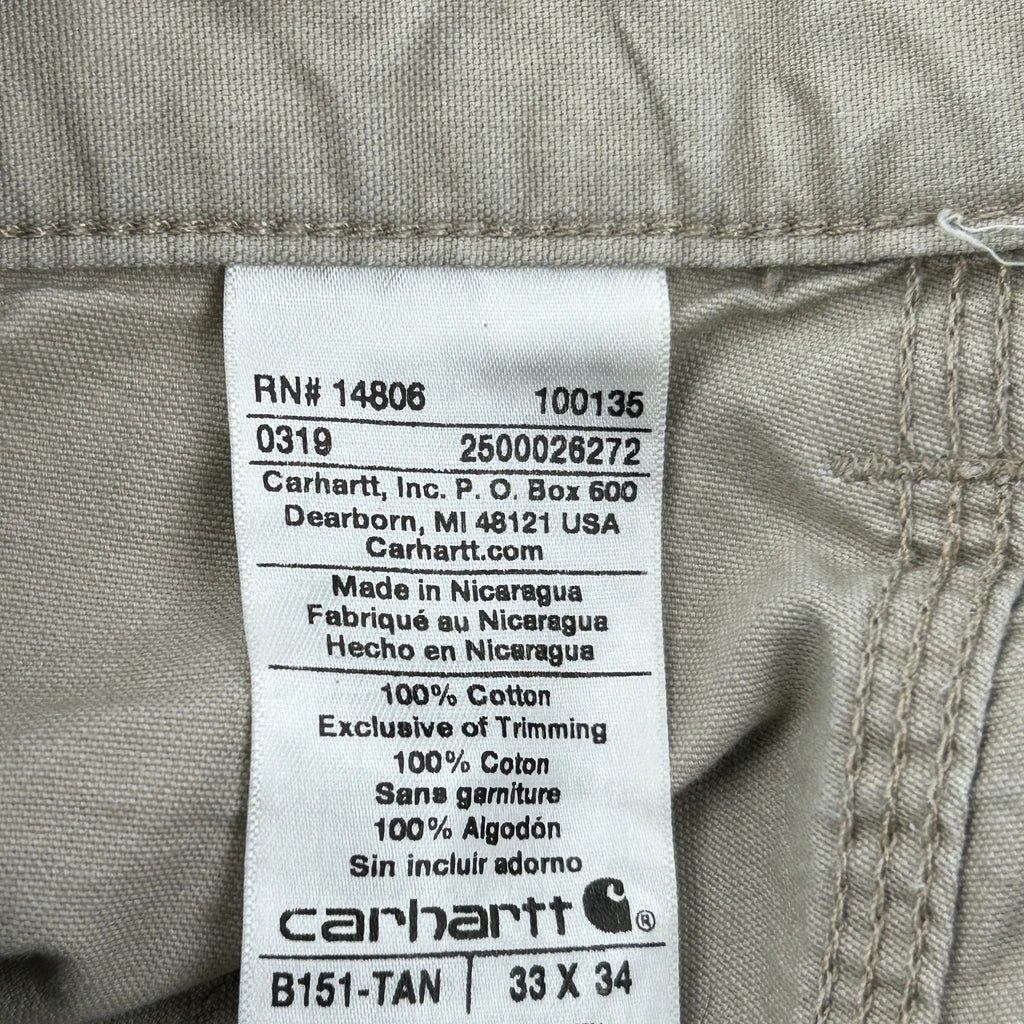 RN# 14806 100135
0319 2500026272
Carhartt, Inc. P. O. Box 600
Dearborn, MI 48121 USA
Carhartt.com
Made in Nicaragua
Fabriqué au Nicaragua
Hecho en Nicaragua
100% Cotton
Exclusive of Trimming
100% Coton
Sans garniture
100% Algodón
Sin incluir adorno
carhartt ®
B151-TAN | 33 X 34